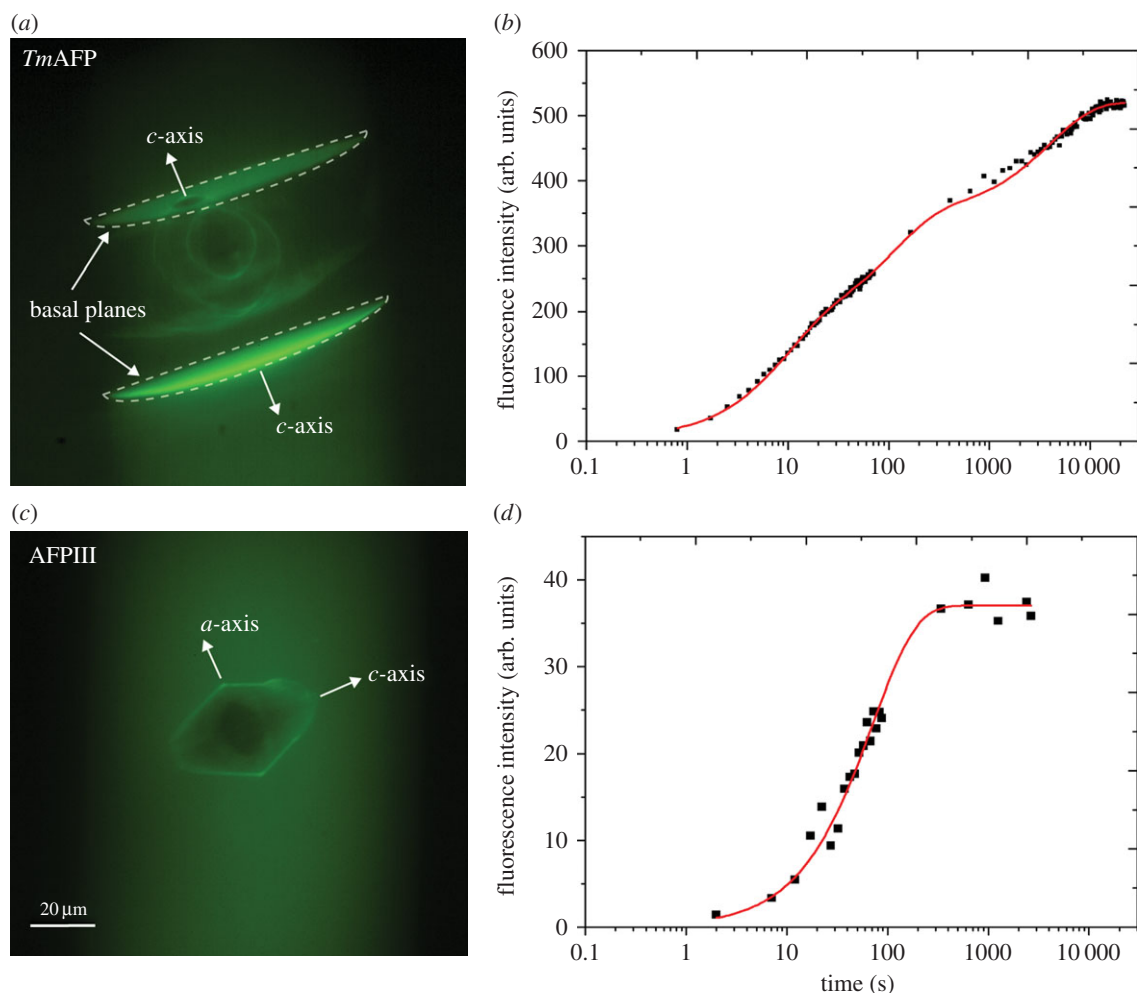 (a)
TmAFP
c-axis
basal planes
c-axis
(b)
600
500
400
300
200
100
0
fluorescence intensity (arb. units)
0.1 1 10 100 1000 10 000
(c)
AFPIII
a-axis
c-axis
20 µm
(d)
40
30
20
10
0
fluorescence intensity (arb. units)
0.1 1 10 100 1000 10 000
time (s)